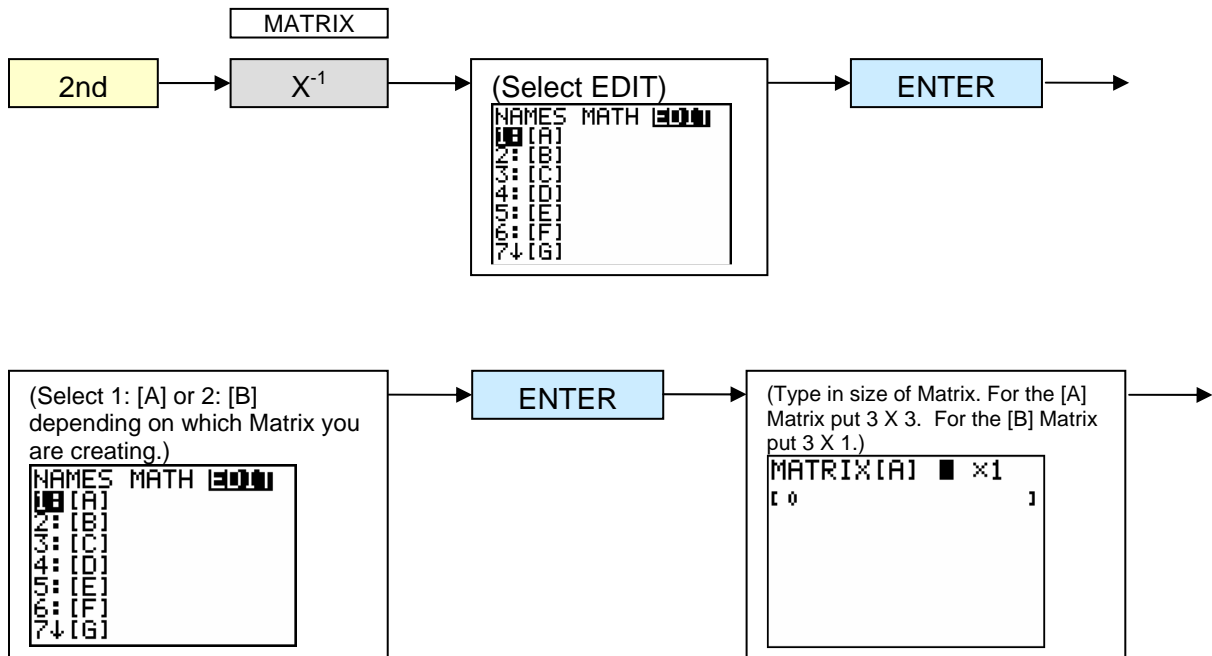 MATRIX
2nd
X-1
(Select EDIT)
NAMES MATH EDIT
1:[A]
2:[B]
3:[C]
4:[D]
5:[E]
6:[F]
7↓[G]
ENTER
(Select 1: [A] or 2: [B]
depending on which Matrix you
are creating.)
NAMES MATH EDIT
1:[A]
2:[B]
3:[C]
4:[D]
5:[E]
6:[F]
7↓[G]
ENTER
(Type in size of Matrix. For the [A]
Matrix put 3 X 3. For the [B] Matrix
put 3 X 1.)
MATRIX[A] █ ×1
[ 0 ]